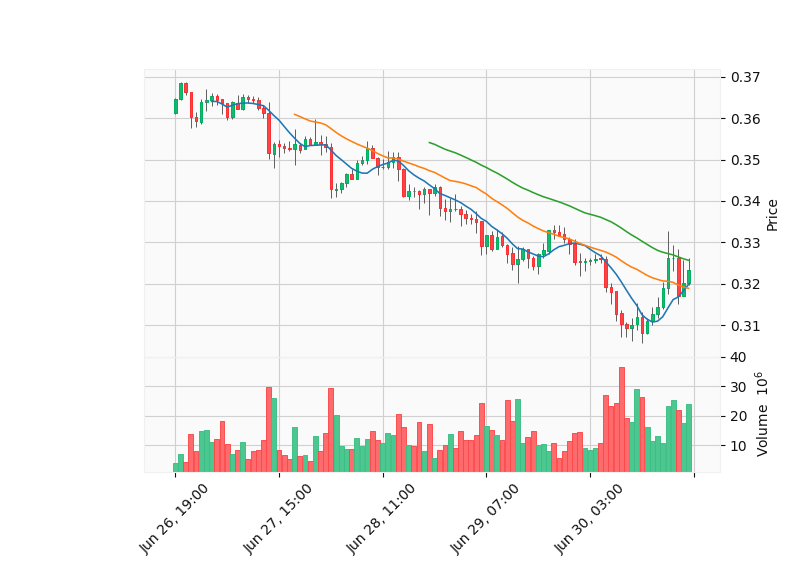 0.37
0.36
0.35
0.34
0.33
0.32
0.31
Price
40
30
20
10
Volume 10^6
Jun 26, 19:00
Jun 27, 15:00
Jun 28, 11:00
Jun 29, 07:00
Jun 30, 03:00